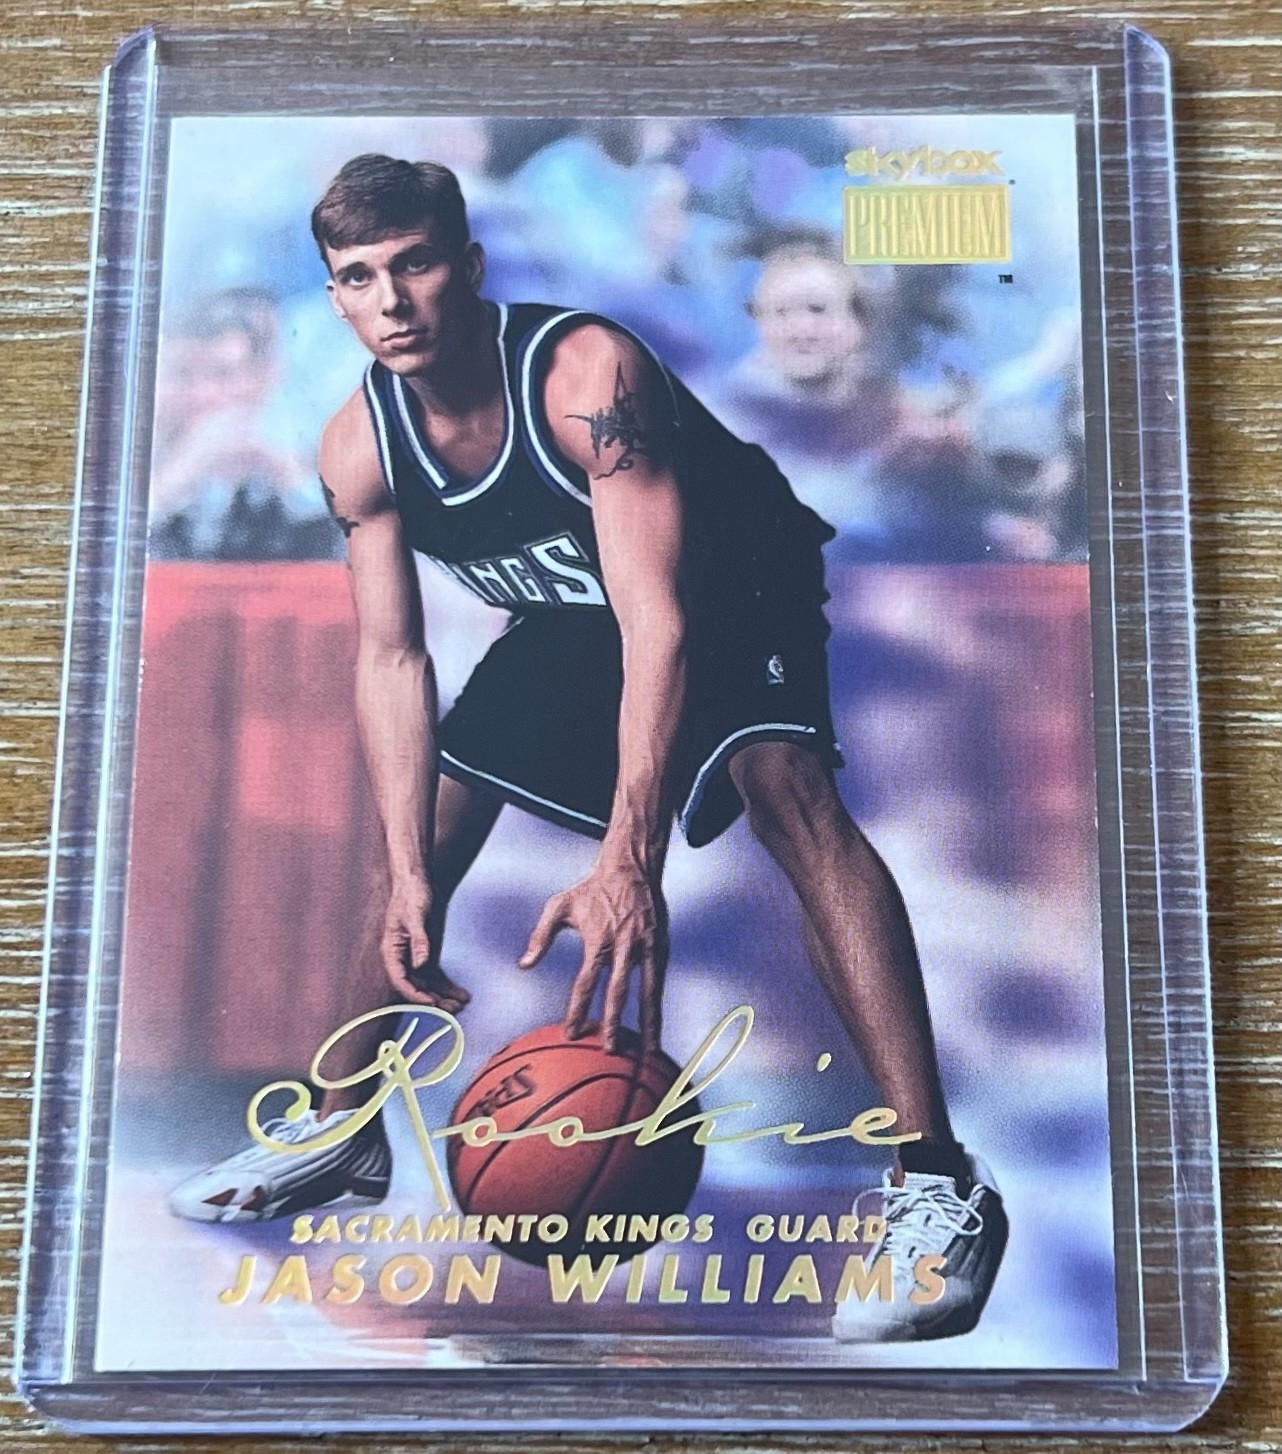 skybox
PREMIUM
™
KINGS
Rookie
SACRAMENTO KINGS GUARD
JASON WILLIAMS